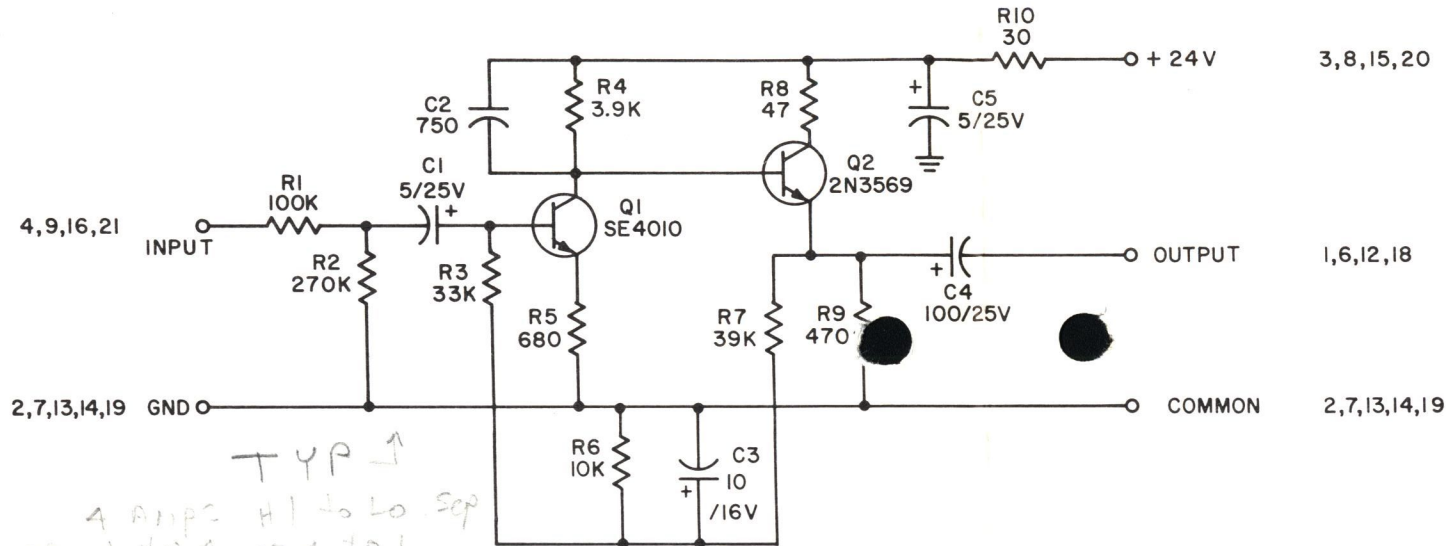 R10
30
+ 24V 3,8,15,20
R4
3.9K
R8
47
C2
750
+ C5
5/25V
C1
5/25V
+
Q2
2N3569
R1
100K
Q1
SE4010
4,9,16,21
INPUT
R2
270K
R3
33K
OUTPUT 1,6,12,18
+ C4
100/25V
R5
680
R7
39K
R9
470
2,7,13,14,19 GND
COMMON 2,7,13,14,19
R6
10K
C3
10
/16V
+
TYP ↑
4 AMPS HI to Lo Sep